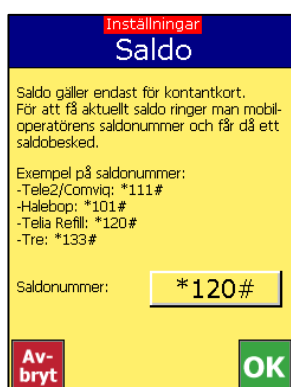 Inställningar
Saldo
Saldo gäller endast för kontantkort.
För att få aktuellt saldo ringer man mobil-
operatörens saldonummer och får då ett
saldobesked.
Exempel på saldonummer:
-Tele2/Comviq: *111#
-Halebop: *101#
-Telia Refill: *120#
-Tre: *133#
Saldonummer: *120#
Av-
bryt
OK